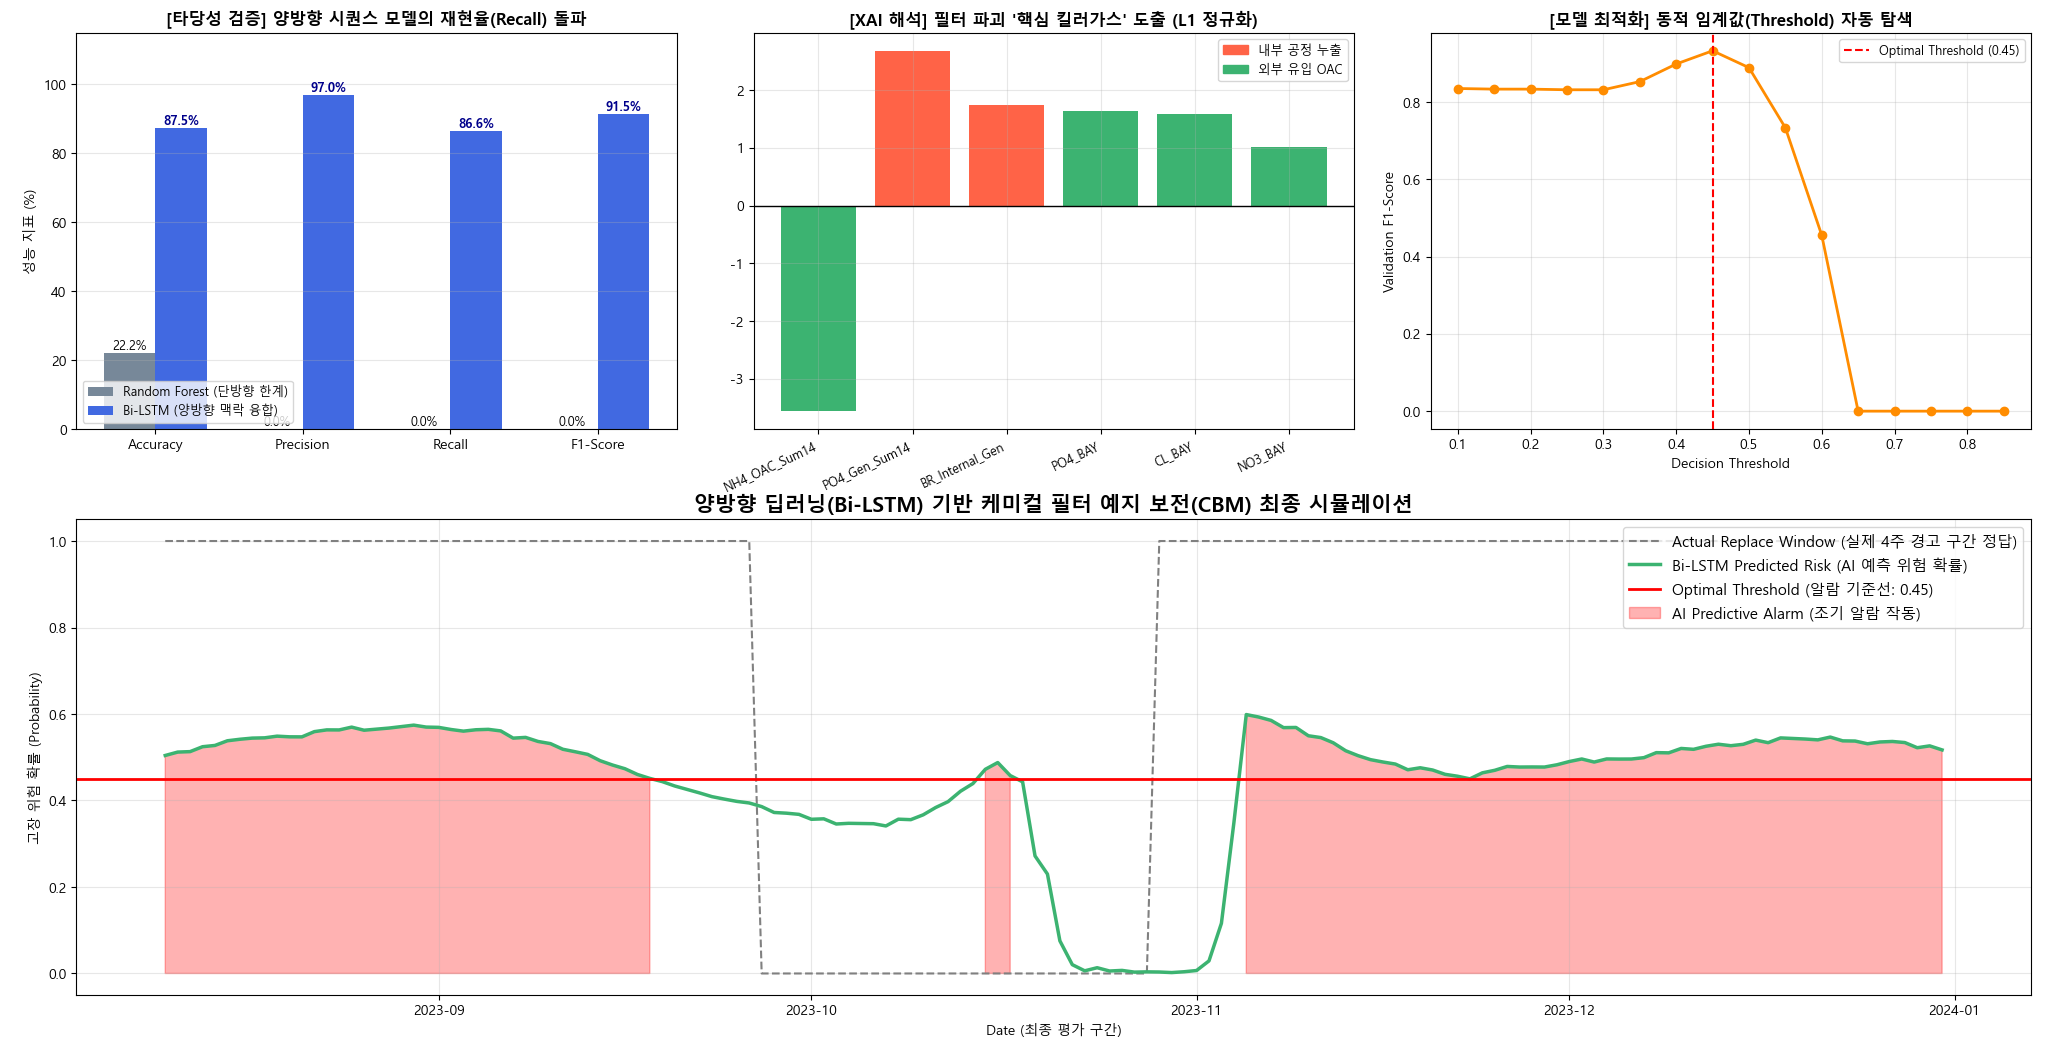 [타당성 검증] 양방향 시퀀스 모델의 재현율(Recall) 돌파
성능 지표 (%)
100
80
60
40
20
0
22.2%
87.5%
0.0%
97.0%
0.0%
86.6%
0.0%
91.5%
Random Forest (단방향 한계)
Bi-LSTM (양방향 맥락 융합)
Accuracy
Precision
Recall
F1-Score
[XAI 해석] 필터 파괴 '핵심 킬러가스' 도출 (L1 정규화)
내부 공정 누출
외부 유입 OAC
2
1
0
-1
-2
-3
NH4_OAC_Sum14
PO4_Gen_Sum14
BR_Internal_Gen
PO4_BAY
CL_BAY
NO3_BAY
[모델 최적화] 동적 임계값(Threshold) 자동 탐색
Optimal Threshold (0.45)
Validation F1-Score
0.8
0.6
0.4
0.2
0.0
0.1
0.2
0.3
0.4
0.5
0.6
0.7
0.8
Decision Threshold
양방향 딥러닝(Bi-LSTM) 기반 케미컬 필터 예지 보전(CBM) 최종 시뮬레이션
고장 위험 확률 (Probability)
1.0
0.8
0.6
0.4
0.2
0.0
Actual Replace Window (실제 4주 경고 구간 정답)
Bi-LSTM Predicted Risk (AI 예측 위험 확률)
Optimal Threshold (알람 기준선: 0.45)
AI Predictive Alarm (조기 알람 작동)
2023-09
2023-10
2023-11
2023-12
2024-01
Date (최종 평가 구간)